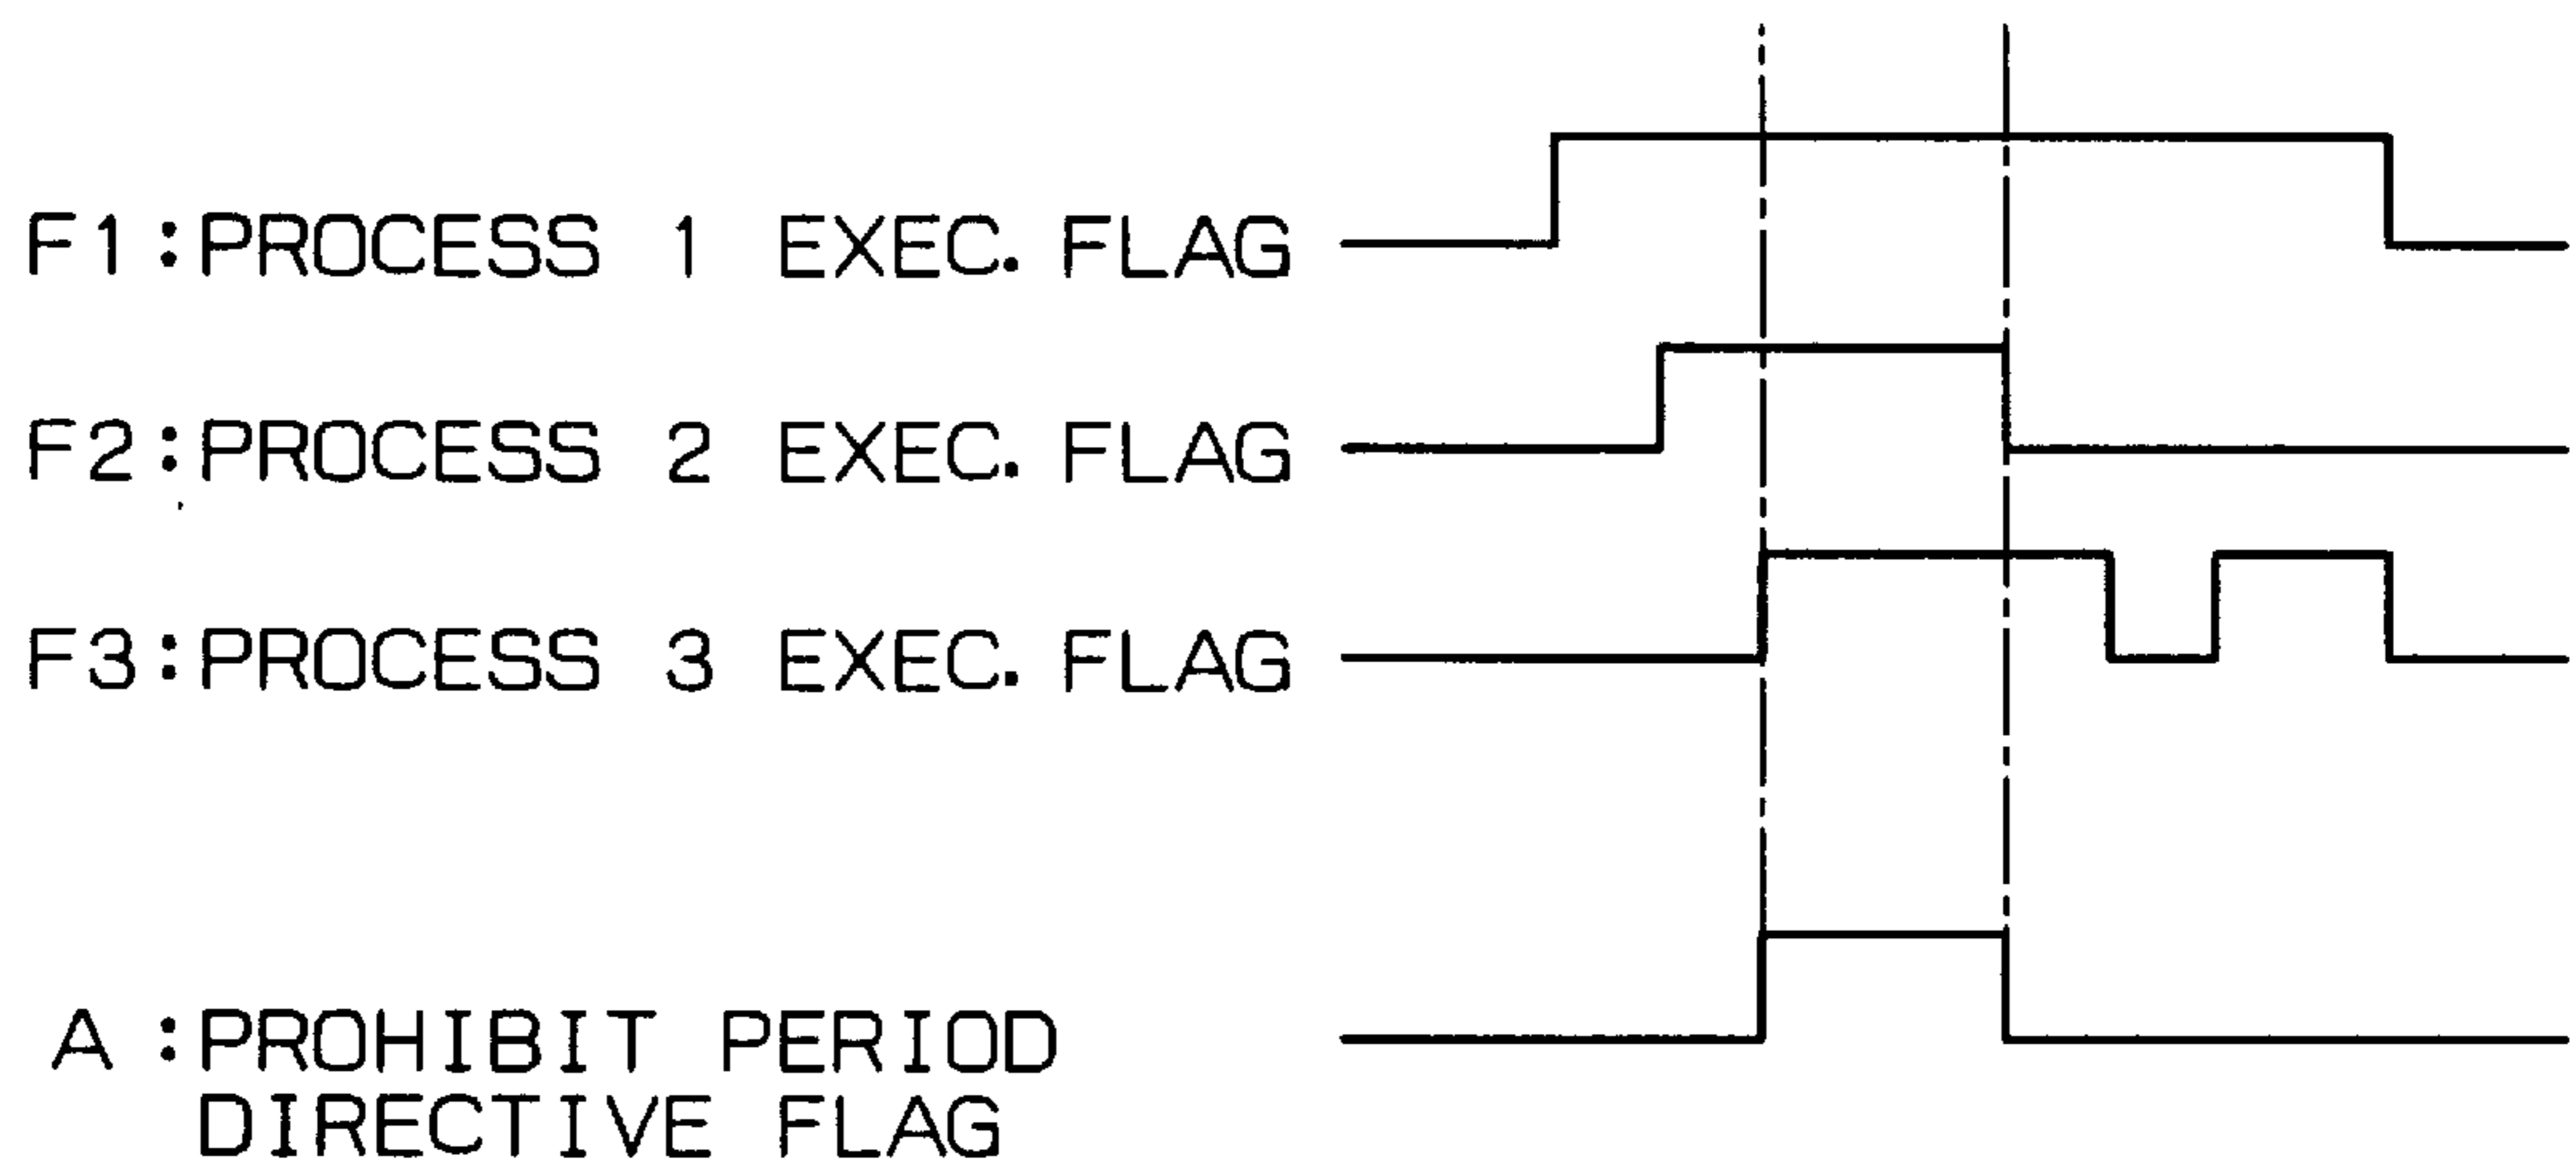 F1:PROCESS 1 EXEC. FLAG
F2:PROCESS 2 EXEC. FLAG
F3:PROCESS 3 EXEC. FLAG
A :PROHIBIT PERIOD
DIRECTIVE FLAG